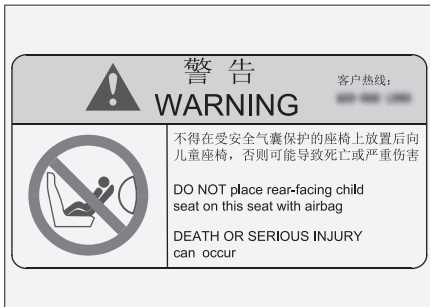 警告
客户热线：
WARNING
不得在受安全气囊保护的座椅上放置后向
儿童座椅，否则可能导致死亡或严重伤害
DO NOT place rear-facing child
seat on this seat with airbag
DEATH OR SERIOUS INJURY
can occur